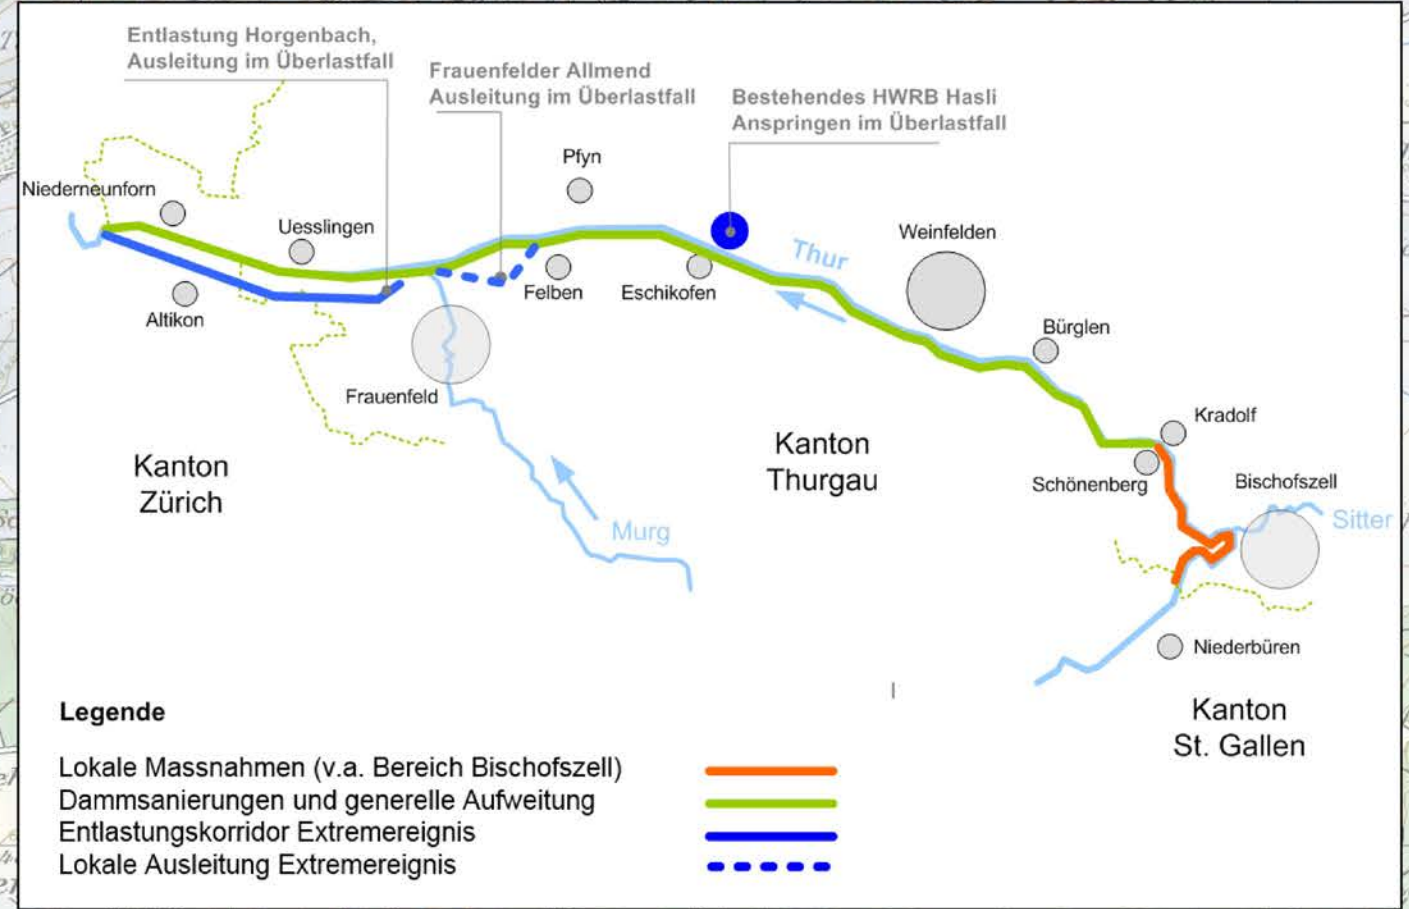 Entlastung Horgenbach,
Ausleitung im Überlastfall
Frauenfelder Allmend
Ausleitung im Überlastfall
Bestehendes HWRB Hasli
Anspringen im Überlastfall
Pfyn
Niederneunforn
Uesslingen
Thur
Weinfelden
Altikon
Felben
Eschikofen
Bürglen
Frauenfeld
Kradolf
Kanton
Zürich
Kanton
Thurgau
Schönenberg
Bischofszell
Sitter
Murg
Niederbüren
Kanton
St. Gallen
Legende
Lokale Massnahmen (v.a. Bereich Bischofszell)
Dammsanierungen und generelle Aufweitung
Entlastungskorridor Extremereignis
Lokale Ausleitung Extremereignis